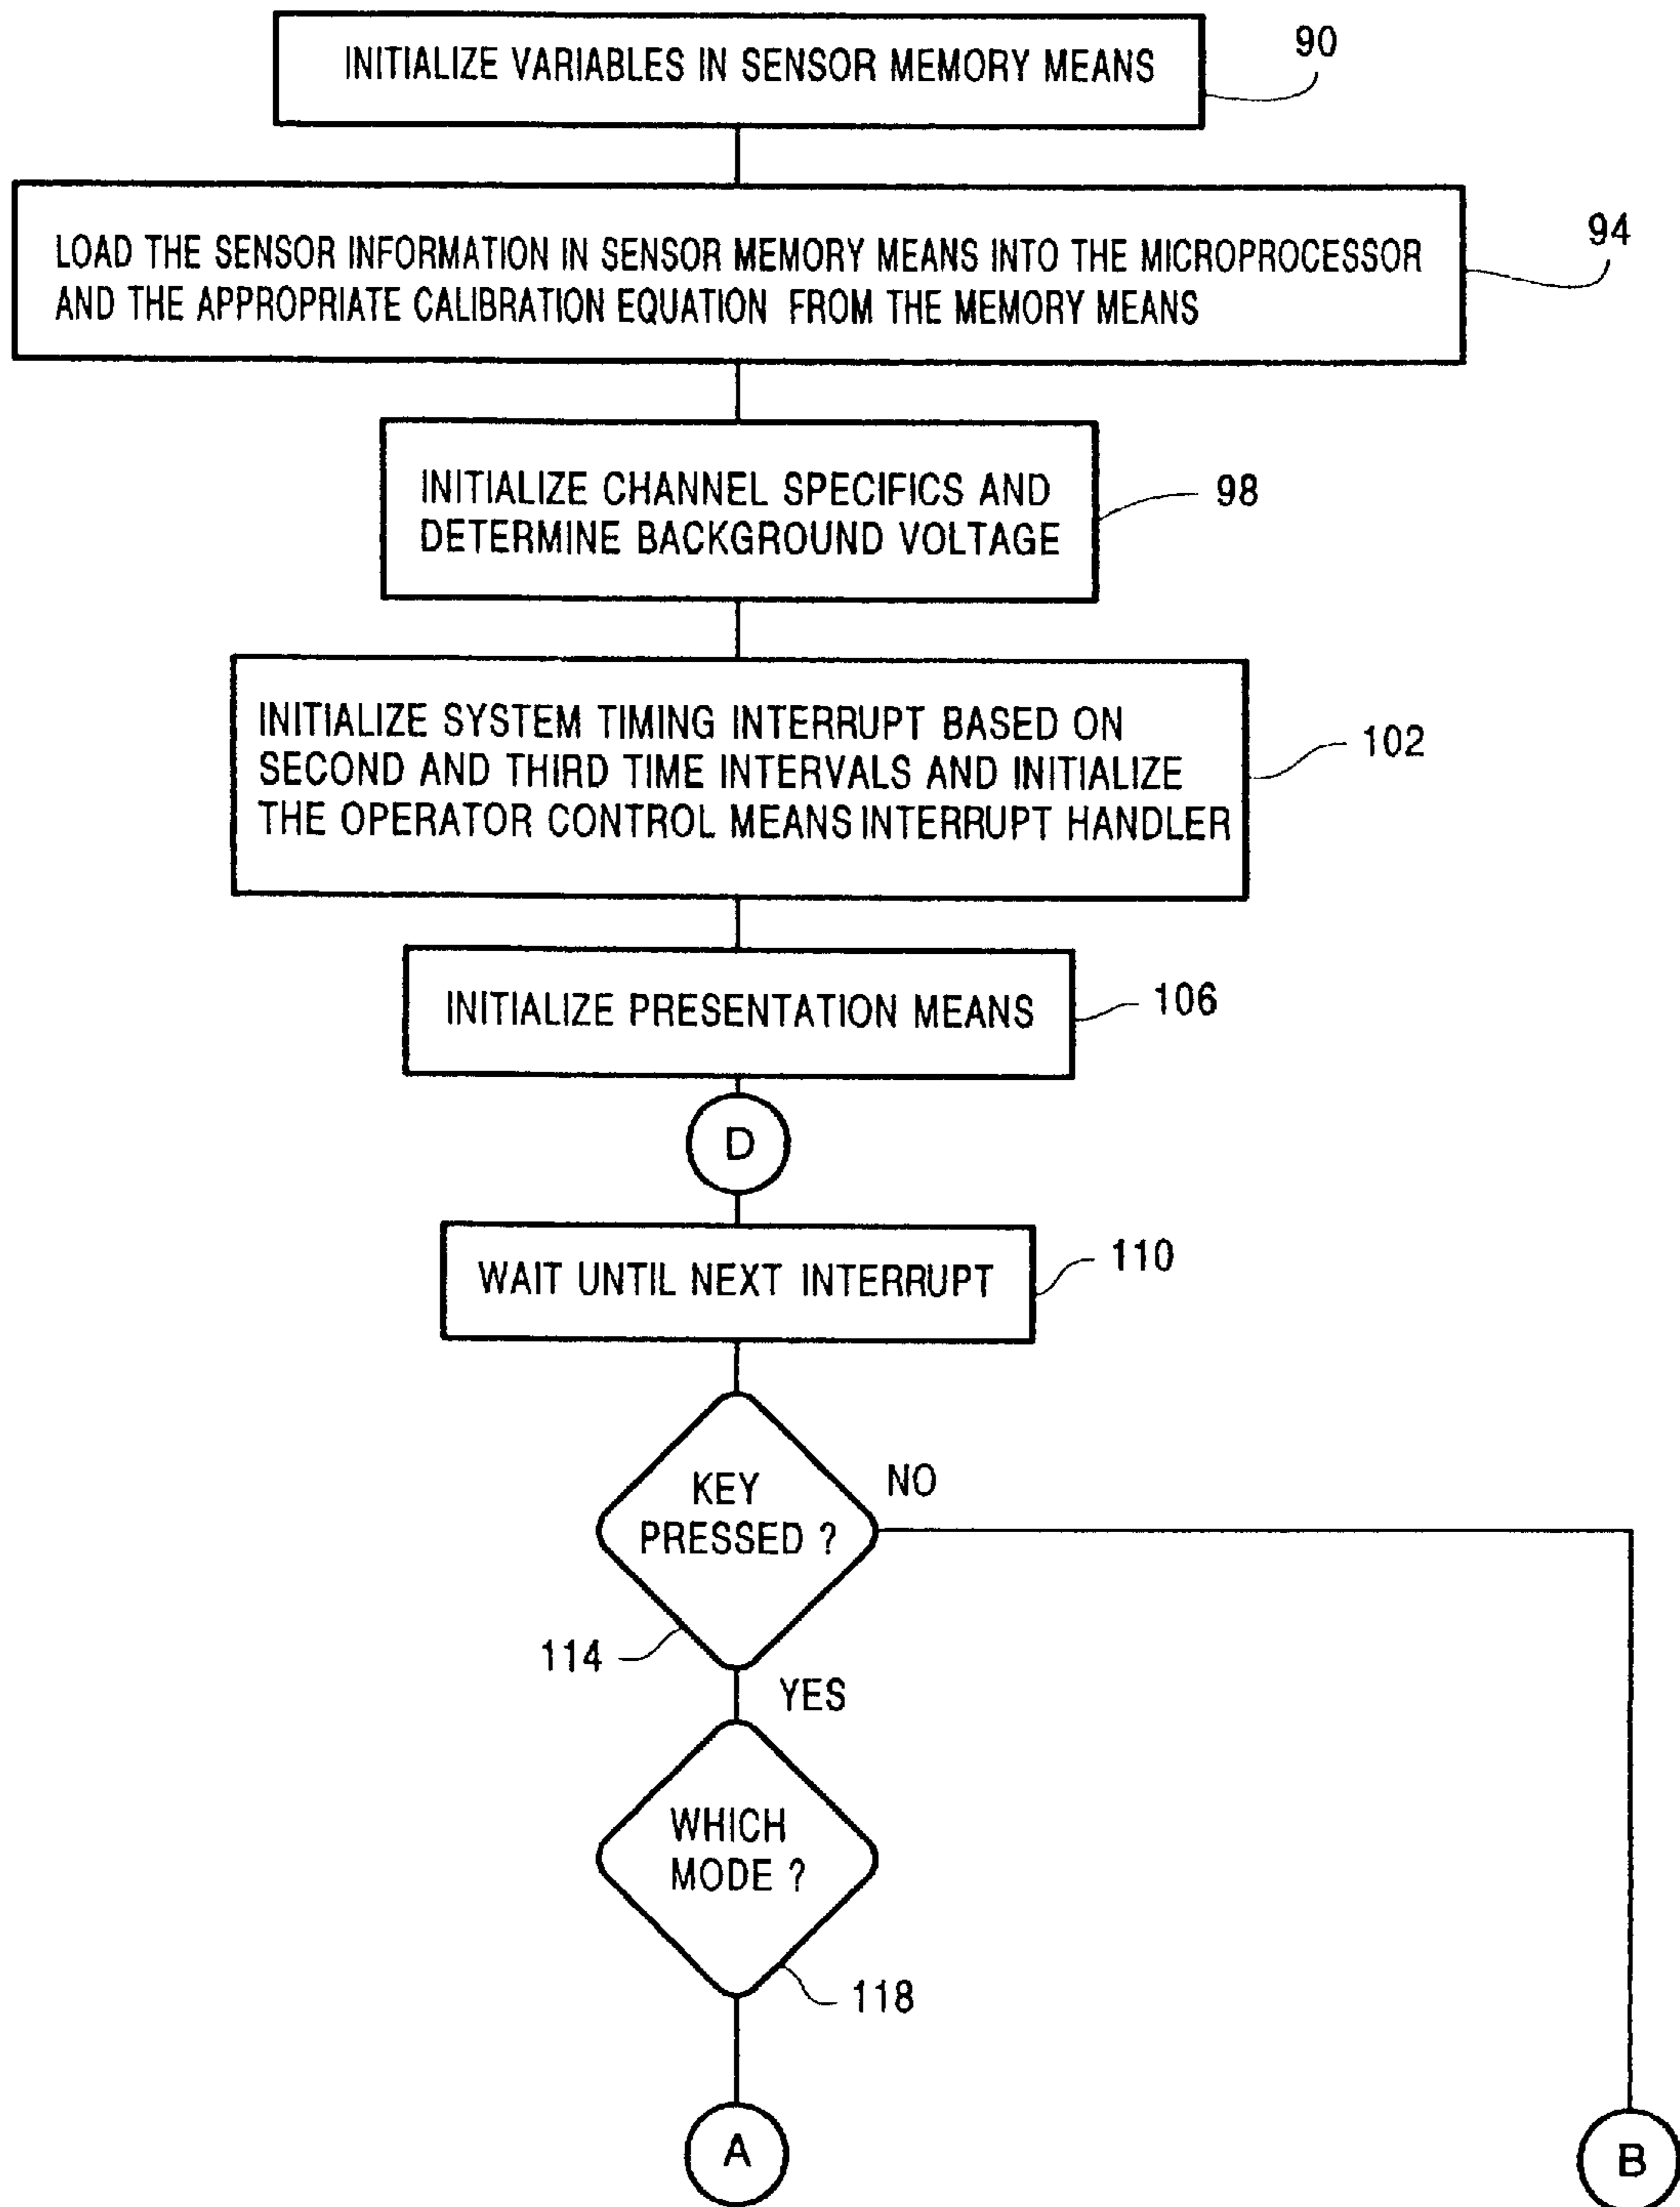 INITIALIZE VARIABLES IN SENSOR MEMORY MEANS
90
LOAD THE SENSOR INFORMATION IN SENSOR MEMORY MEANS INTO THE MICROPROCESSOR
AND THE APPROPRIATE CALIBRATION EQUATION FROM THE MEMORY MEANS
94
INITIALIZE CHANNEL SPECIFICS AND
DETERMINE BACKGROUND VOLTAGE
98
INITIALIZE SYSTEM TIMING INTERRUPT BASED ON
SECOND AND THIRD TIME INTERVALS AND INITIALIZE
THE OPERATOR CONTROL MEANS INTERRUPT HANDLER
102
INITIALIZE PRESENTATION MEANS
106
D
WAIT UNTIL NEXT INTERRUPT
110
KEY
PRESSED ?
NO
114
YES
WHICH
MODE ?
118
A
B